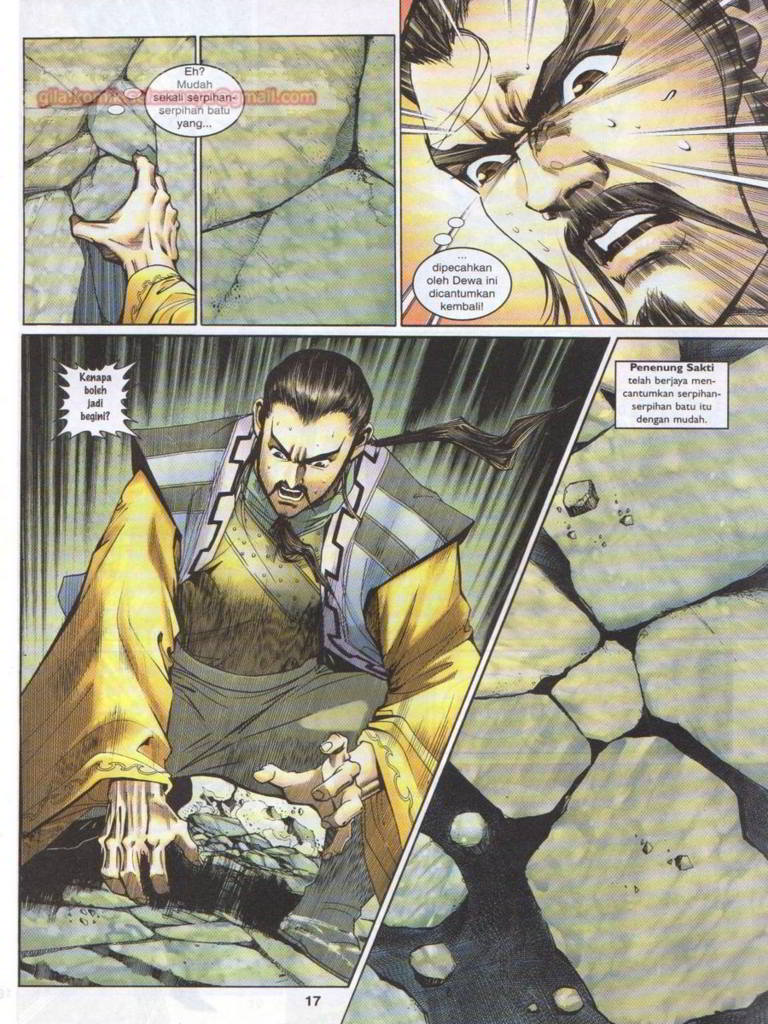 Eh?
Mudah
sekali serpihan-
serpihan batu
yang...
...
dipecahkan
oleh Dewa ini
dicantumkan
kembali!
Kenapa
boleh
jadi
begini?
Penenung Sakti
telah berjaya men-
cantumkan serpihan-
serpihan batu itu
dengan mudah.
17